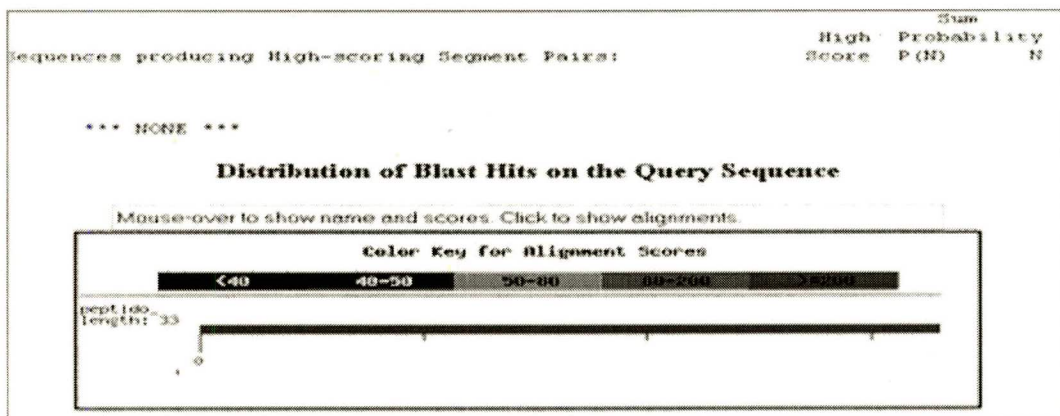 Sum
High Probability
Sequences producing High-scoring Segment Pairs: Score P(N) N
*** NONE ***
Distribution of Blast Hits on the Query Sequence
Mouse-over to show name and scores. Click to show alignments.
Color Key for Alignment Scores
<40 40-50 50-80 80-200 >=200
peptido_
length: 33
0